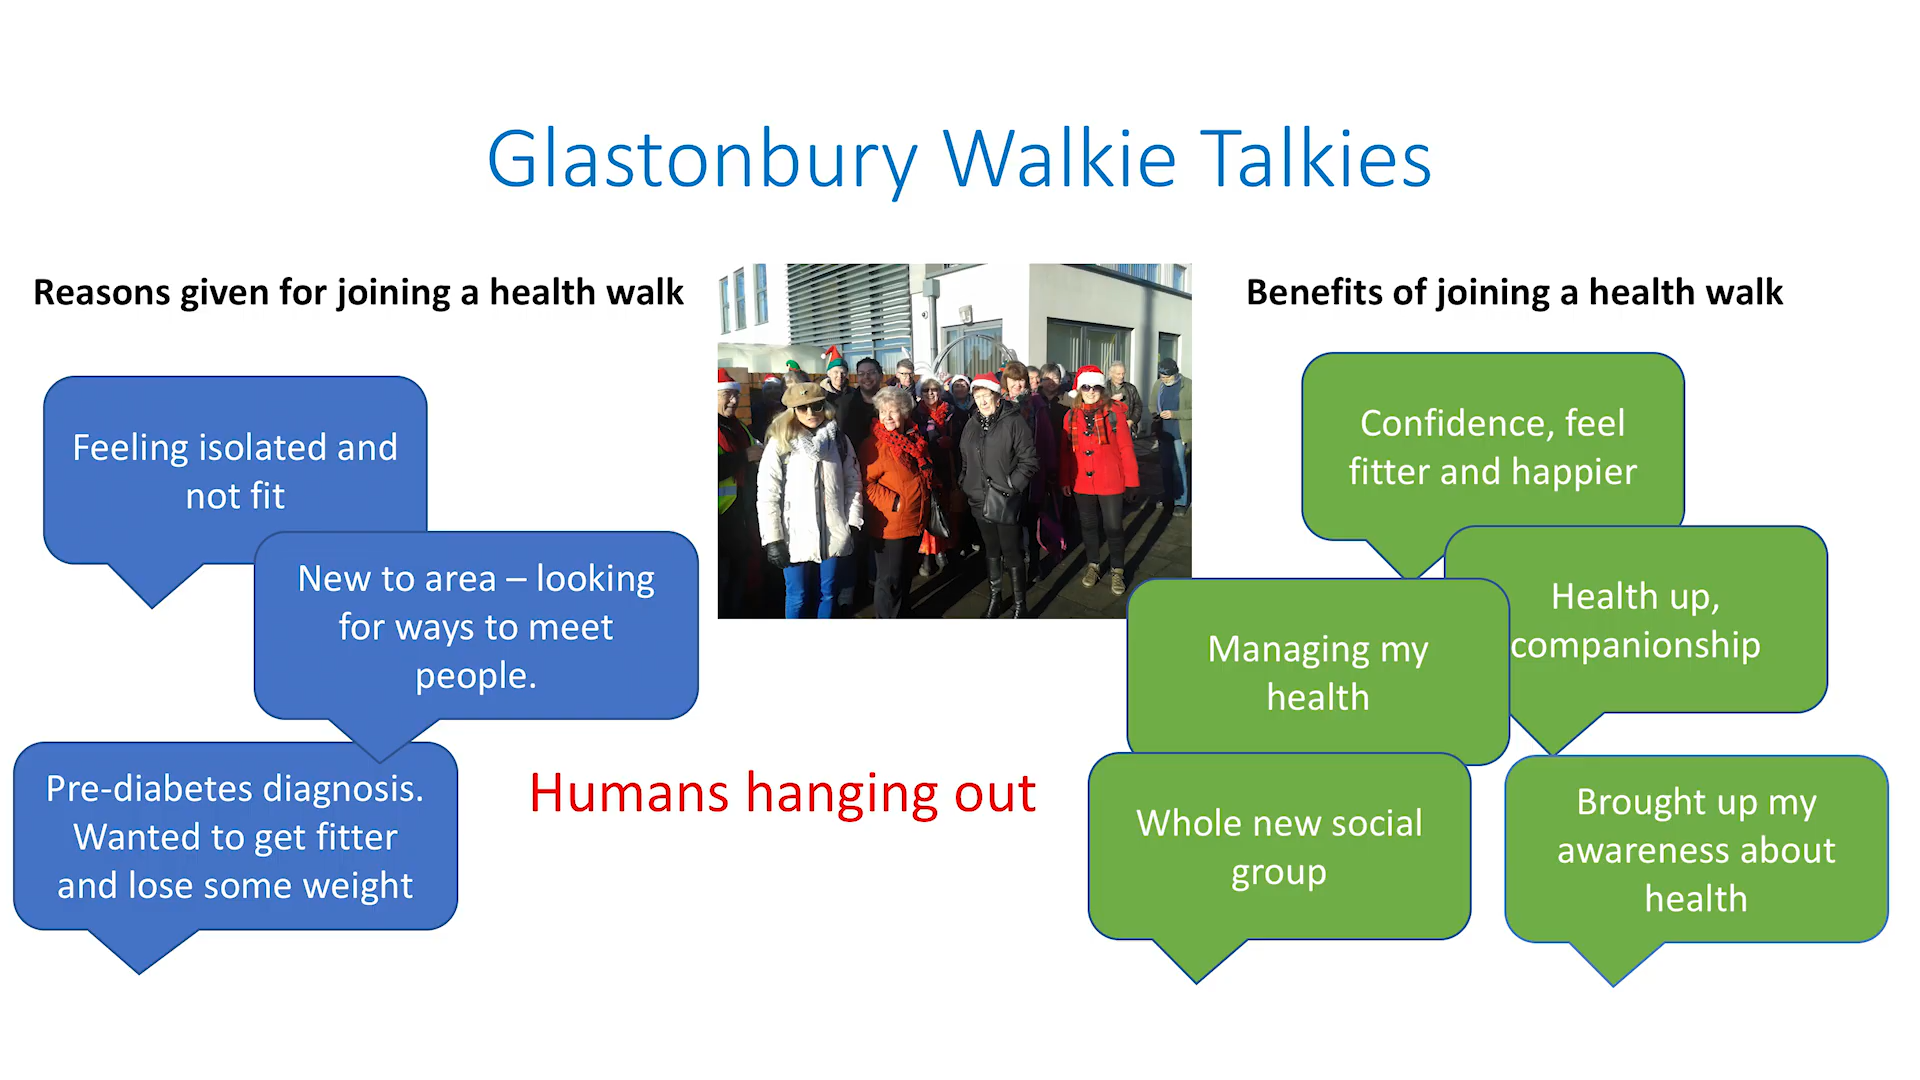 Glastonbury Walkie Talkies
Reasons given for joining a health walk
Feeling isolated and
not fit
New to area – looking
for ways to meet
people.
Pre-diabetes diagnosis.
Wanted to get fitter
and lose some weight
Humans hanging out
Benefits of joining a health walk
Confidence, feel
fitter and happier
Health up,
companionship
Managing my
health
Whole new social
group
Brought up my
awareness about
health